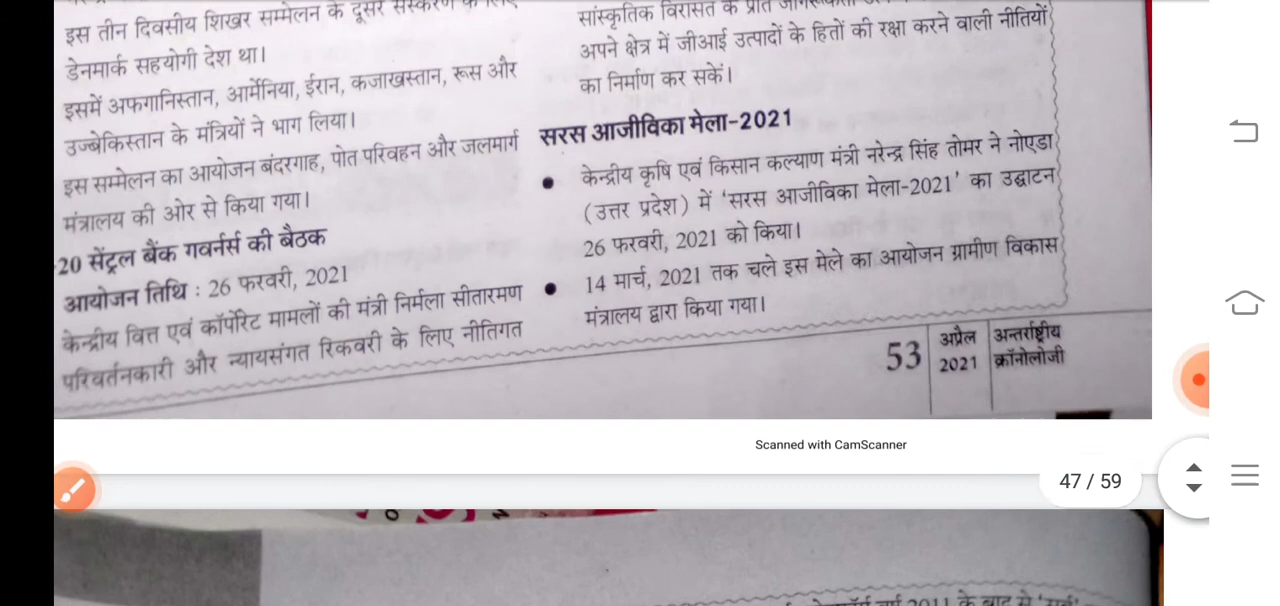 इस तीन दिवसीय शिखर सम्मेलन के दूसरे संस्करण के लिए
डेनमार्क सहयोगी देश था।
इसमें अफगानिस्तान, आर्मेनिया, ईरान, कजाखस्तान, रूस और
उज्बेकिस्तान के मंत्रियों ने भाग लिया।
इस सम्मेलन का आयोजन बंदरगाह, पोत परिवहन और जलमार्ग
मंत्रालय की ओर से किया गया।
-20 सेंट्रल बैंक गवर्नर्स की बैठक
आयोजन तिथि : 26 फरवरी, 2021
केन्द्रीय वित्त एवं कॉर्पोरेट मामलों की मंत्री निर्मला सीतारमण
परिवर्तनकारी और न्यायसंगत रिकवरी के लिए नीतिगत
सांस्कृतिक विरासत के प्रति
अपने क्षेत्र में जीआई उत्पादों के हितों की रक्षा करने वाली नीतियों
का निर्माण कर सकें।
सरस आजीविका मेला-2021
● केन्द्रीय कृषि एवं किसान कल्याण मंत्री नरेन्द्र सिंह तोमर ने नोएडा
(उत्तर प्रदेश) में 'सरस आजीविका मेला-2021' का उद्घाटन
26 फरवरी, 2021 को किया।
● 14 मार्च, 2021 तक चले इस मेले का आयोजन ग्रामीण विकास
मंत्रालय द्वारा किया गया।
53
अप्रैल
2021
अन्तर्राष्ट्रीय
क्रॉनोलोजी
Scanned with CamScanner
47 / 59
2011 के बाद से